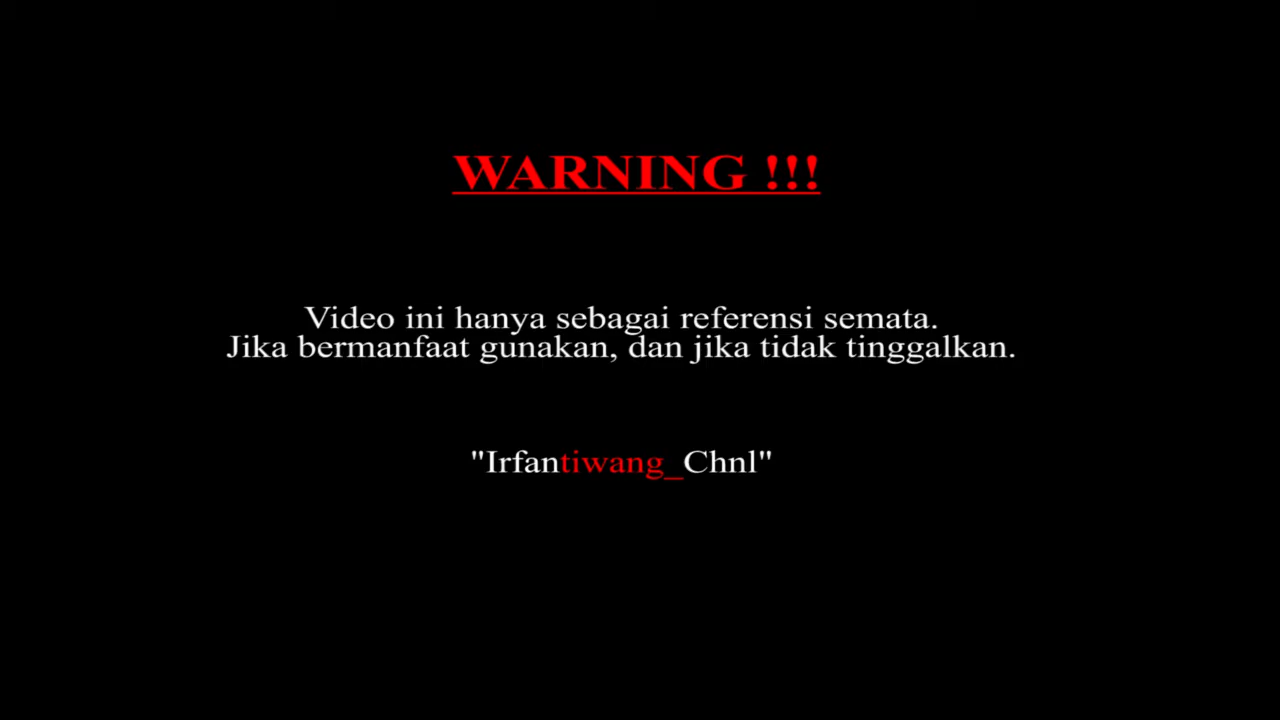 WARNING !!!
Video ini hanya sebagai referensi semata.
Jika bermanfaat gunakan, dan jika tidak tinggalkan.
"Irfantiwang_Chnl"